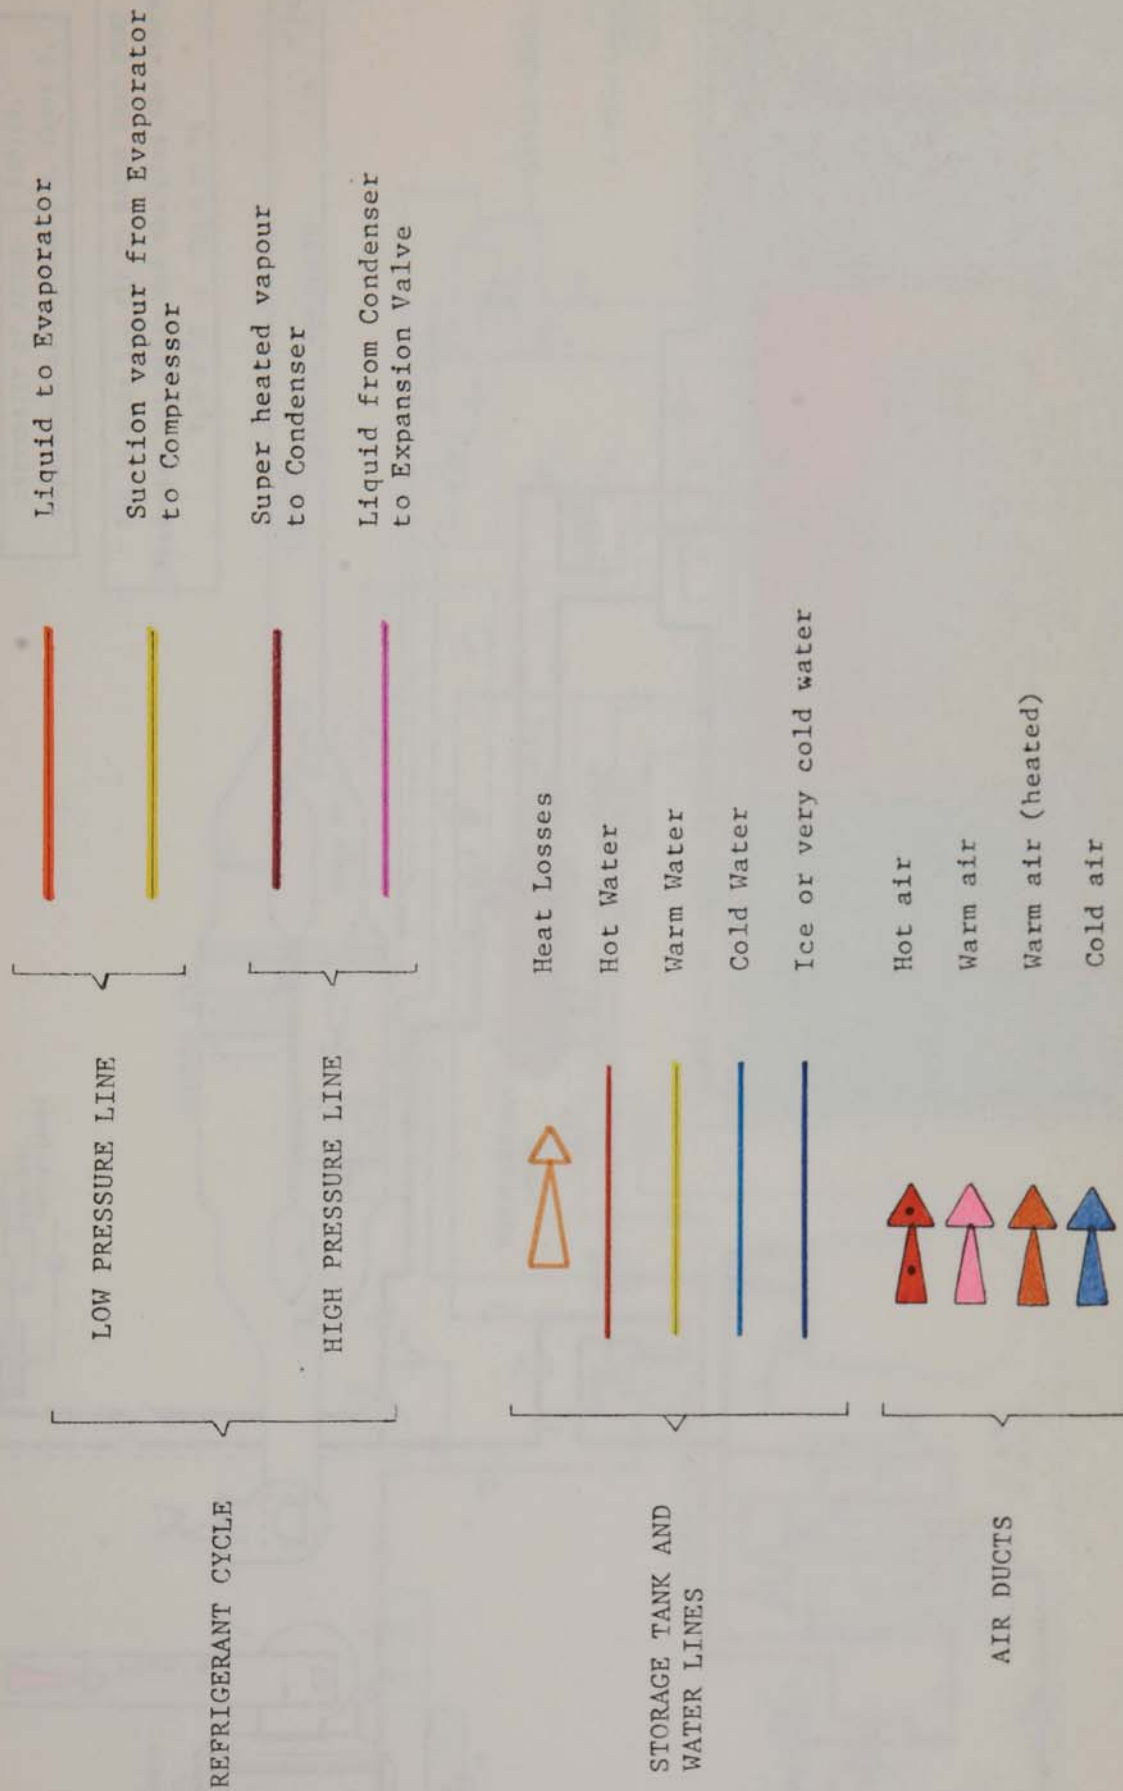 REFRIGERANT CYCLE
LOW PRESSURE LINE
Liquid to Evaporator
Suction vapour from Evaporator
to Compressor
HIGH PRESSURE LINE
Super heated vapour
to Condenser
Liquid from Condenser
to Expansion Valve
STORAGE TANK AND
WATER LINES
Heat Losses
Hot Water
Warm Water
Cold Water
Ice or very cold water
AIR DUCTS
Hot air
Warm air
Warm air (heated)
Cold air